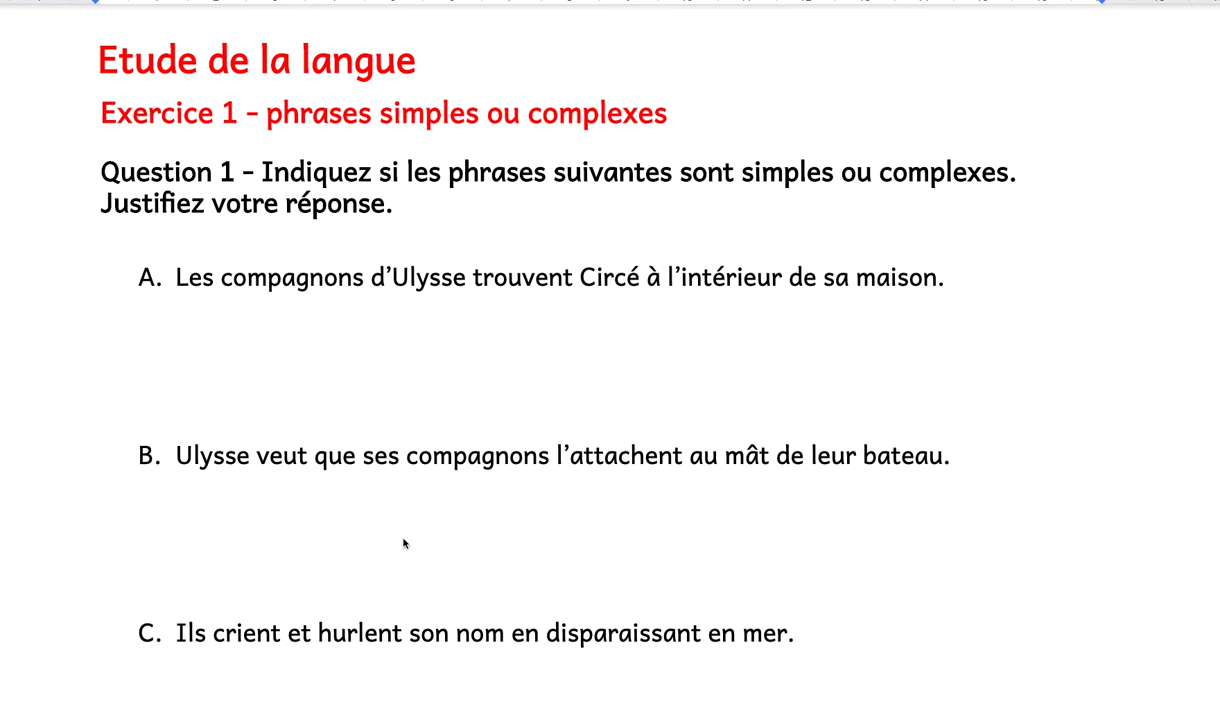 Etude de la langue
Exercice 1 - phrases simples ou complexes
Question 1 - Indiquez si les phrases suivantes sont simples ou complexes.
Justifiez votre réponse.
A. Les compagnons d’Ulysse trouvent Circé à l’intérieur de sa maison.
B. Ulysse veut que ses compagnons l’attachent au mât de leur bateau.
C. Ils crient et hurlent son nom en disparaissant en mer.